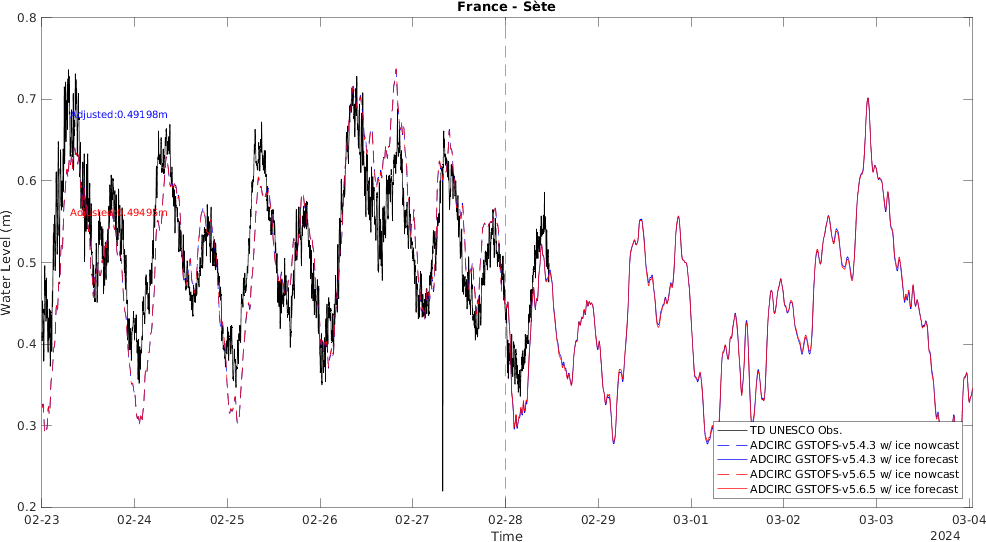 France - Sète
Water Level (m)
0.8
0.7
0.6
0.5
0.4
0.3
0.2
Adjusted:0.49198m
Adjusted:0.49495m
TD UNESCO Obs.
ADCIRC GSTOFS-v5.4.3 w/ ice nowcast
ADCIRC GSTOFS-v5.4.3 w/ ice forecast
ADCIRC GSTOFS-v5.6.5 w/ ice nowcast
ADCIRC GSTOFS-v5.6.5 w/ ice forecast
02-23 02-24 02-25 02-26 02-27 02-28 02-29 03-01 03-02 03-03 03-04
Time
2024